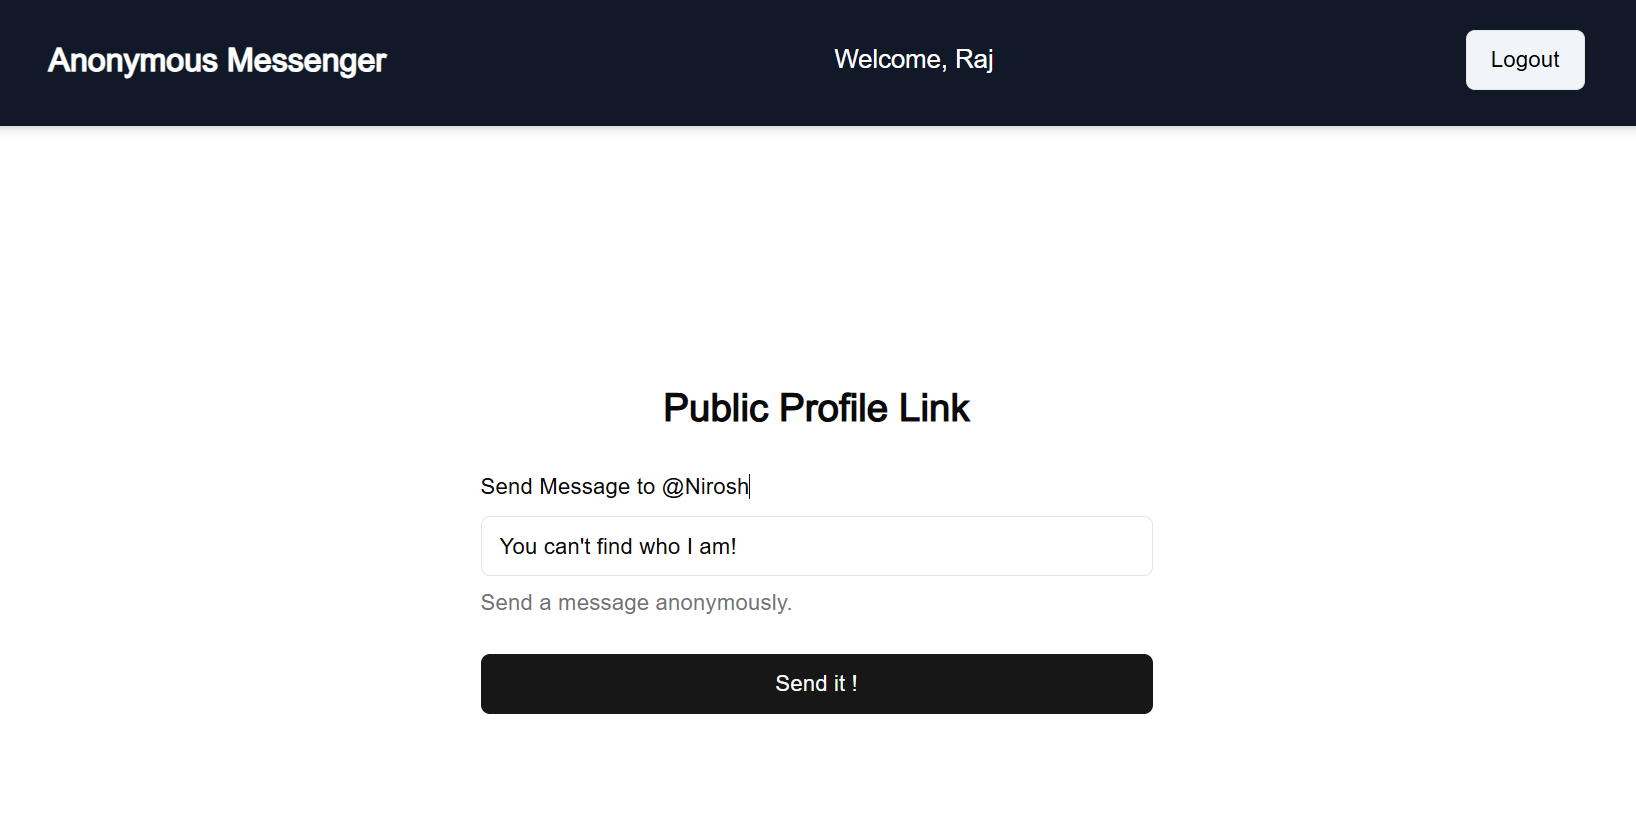 Anonymous Messenger
Welcome, Raj
Logout
Public Profile Link
Send Message to @Nirosh
You can't find who I am!
Send a message anonymously.
Send it !